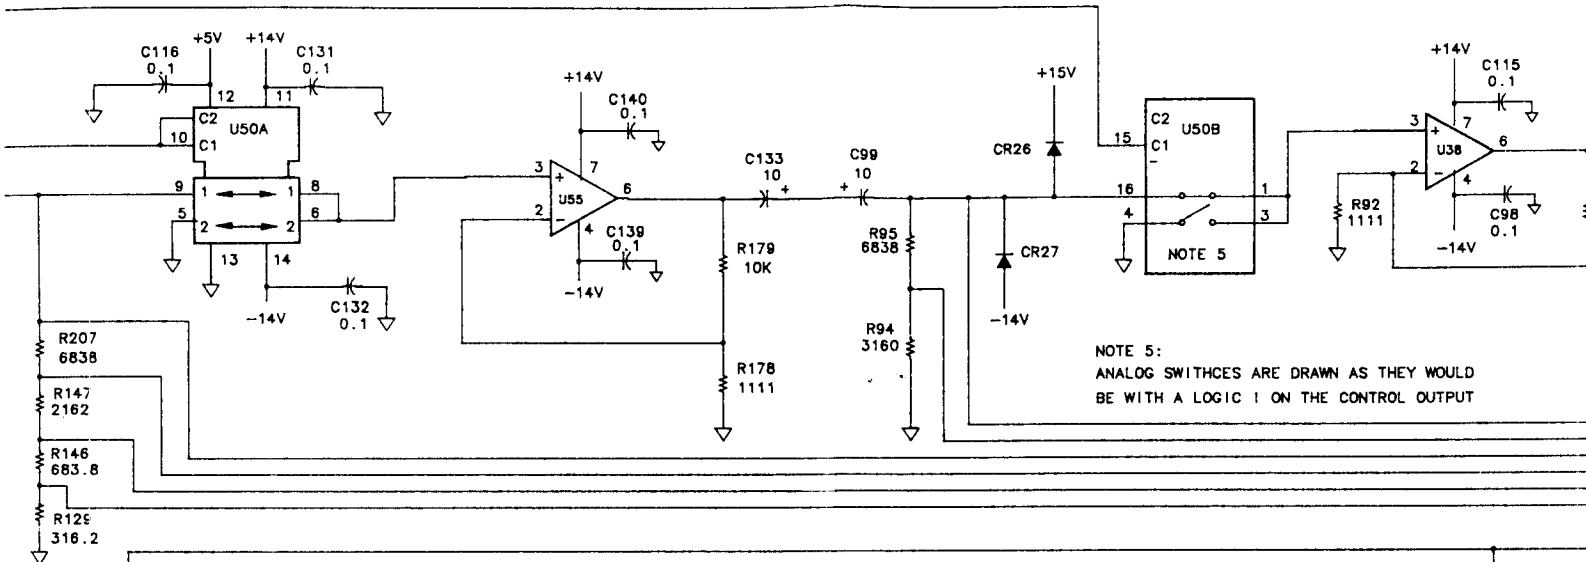 +5V
+14V
C116
0.1
C131
0.1
12
11
C2
U50A
10
C1
9
1
1
8
5
2
2
6
13
14
-14V
C132
0.1
R207
6838
R147
2162
R146
683.8
R129
316.2
+14V
C140
0.1
3
+
7
U55
6
2
-
4
C139
0.1
-14V
C133
10
+
C99
10
+
R179
10K
R178
1111
R95
6838
R94
3160
+15V
CR26
CR27
-14V
C2
U50B
15
C1
-
16
1
4
3
NOTE 5
NOTE 5:
ANALOG SWITHCES ARE DRAWN AS THEY WOULD
BE WITH A LOGIC 1 ON THE CONTROL OUTPUT
+14V
C115
0.1
3
+
7
U38
6
2
-
4
R92
1111
C98
0.1
-14V